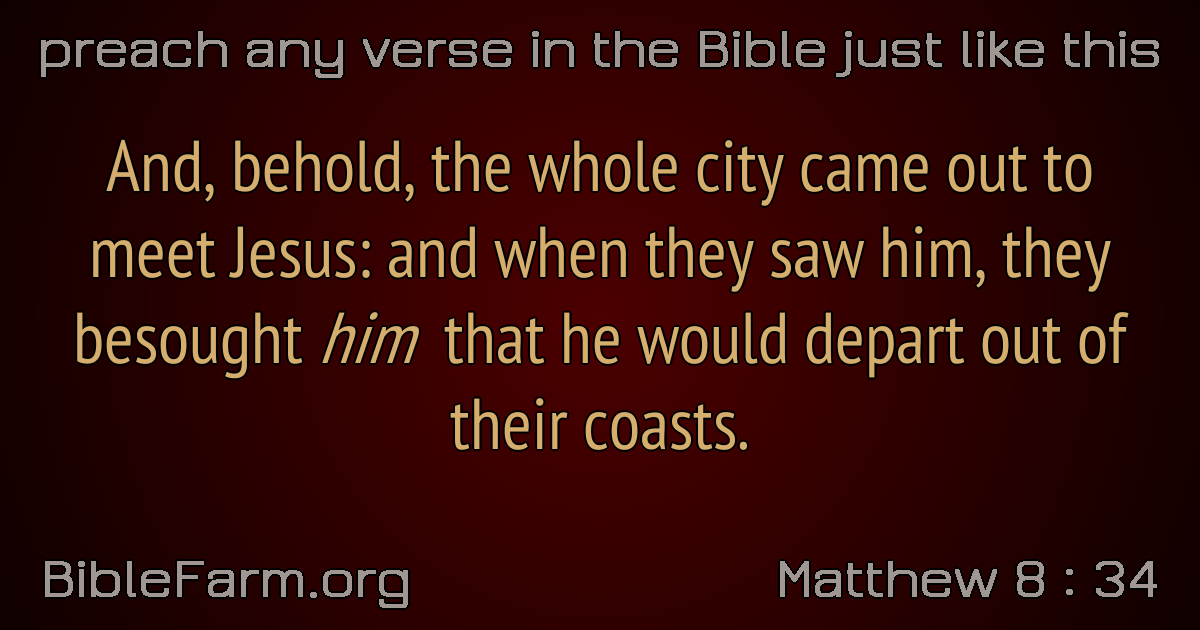 preach any verse in the Bible just like this
And, behold, the whole city came out to
meet Jesus: and when they saw him, they
besought him that he would depart out of
their coasts.
BibleFarm.org
Matthew 8 : 34